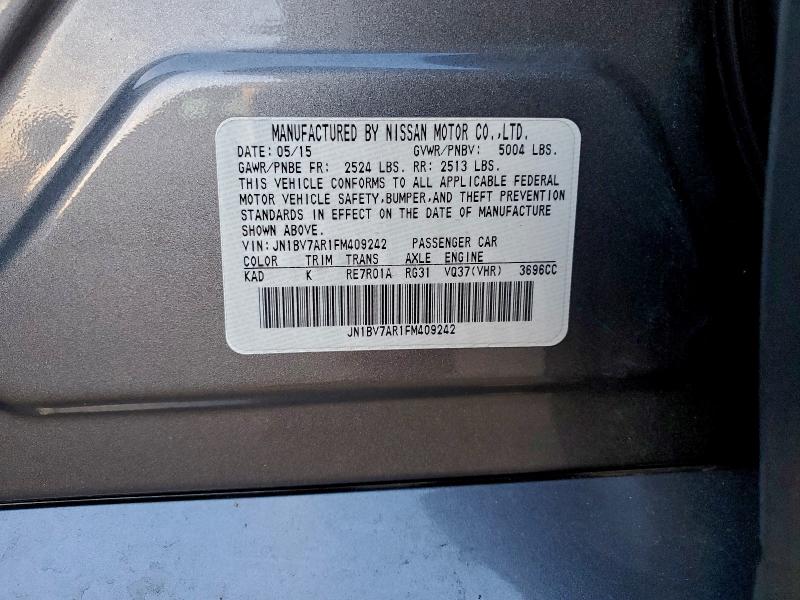 MANUFACTURED BY NISSAN MOTOR CO.,LTD.
DATE: 05/15 GVWR/PNBV: 5004 LBS.
GAWR/PNBE FR: 2524 LBS. RR: 2513 LBS.
THIS VEHICLE CONFORMS TO ALL APPLICABLE FEDERAL
MOTOR VEHICLE SAFETY,BUMPER,AND THEFT PREVENTION
STANDARDS IN EFFECT ON THE DATE OF MANUFACTURE
SHOWN ABOVE.
VIN: JN1BV7AR1FM409242 PASSENGER CAR
COLOR TRIM TRANS AXLE ENGINE
KAD K RE7R01A RG31 VQ37(VHR) 3696CC
JN1BV7AR1FM409242